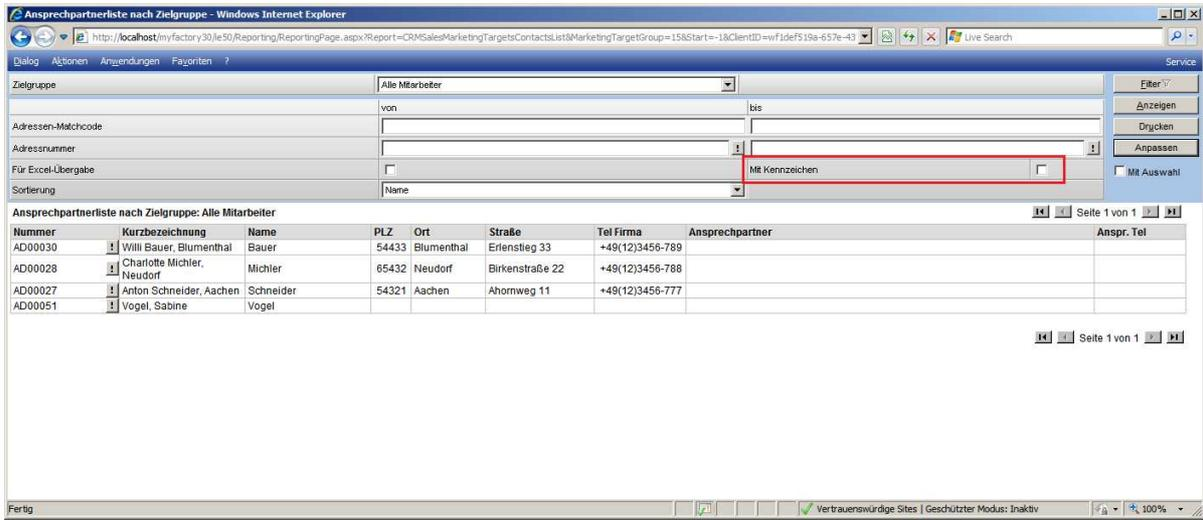 Ansprechpartnerliste nach Zielgruppe - Windows Internet Explorer
http://localhost/myfactory30/ie50/Reporting/ReportingPage.aspx?Report=CRMSalesMarketingTargetsContactsList&MarketingTargetGroup=15&Start=-1&ClientID=wf1def519a-657e-43 Live Search
Dialog Aktionen Anwendungen Favoriten ? Service
Zielgruppe Alle Mitarbeiter Filter
von bis Anzeigen
Adressen-Matchcode Drucken
Adressnummer ! ! Anpassen
Für Excel-Übergabe Mit Kennzeichen Mit Auswahl
Sortierung Name
Ansprechpartnerliste nach Zielgruppe: Alle Mitarbeiter Seite 1 von 1
Nummer Kurzbezeichnung Name PLZ Ort Straße Tel Firma Ansprechpartner Anspr. Tel
AD00030 ! Willi Bauer, Blumenthal Bauer 54433 Blumenthal Erlenstieg 33 +49(12)3456-789
AD00028 ! Charlotte Michler, Neudorf Michler 65432 Neudorf Birkenstraße 22 +49(12)3456-788
AD00027 ! Anton Schneider, Aachen Schneider 54321 Aachen Ahornweg 11 +49(12)3456-777
AD00051 ! Vogel, Sabine Vogel
Seite 1 von 1
Fertig Vertrauenswürdige Sites | Geschützter Modus: Inaktiv 100%